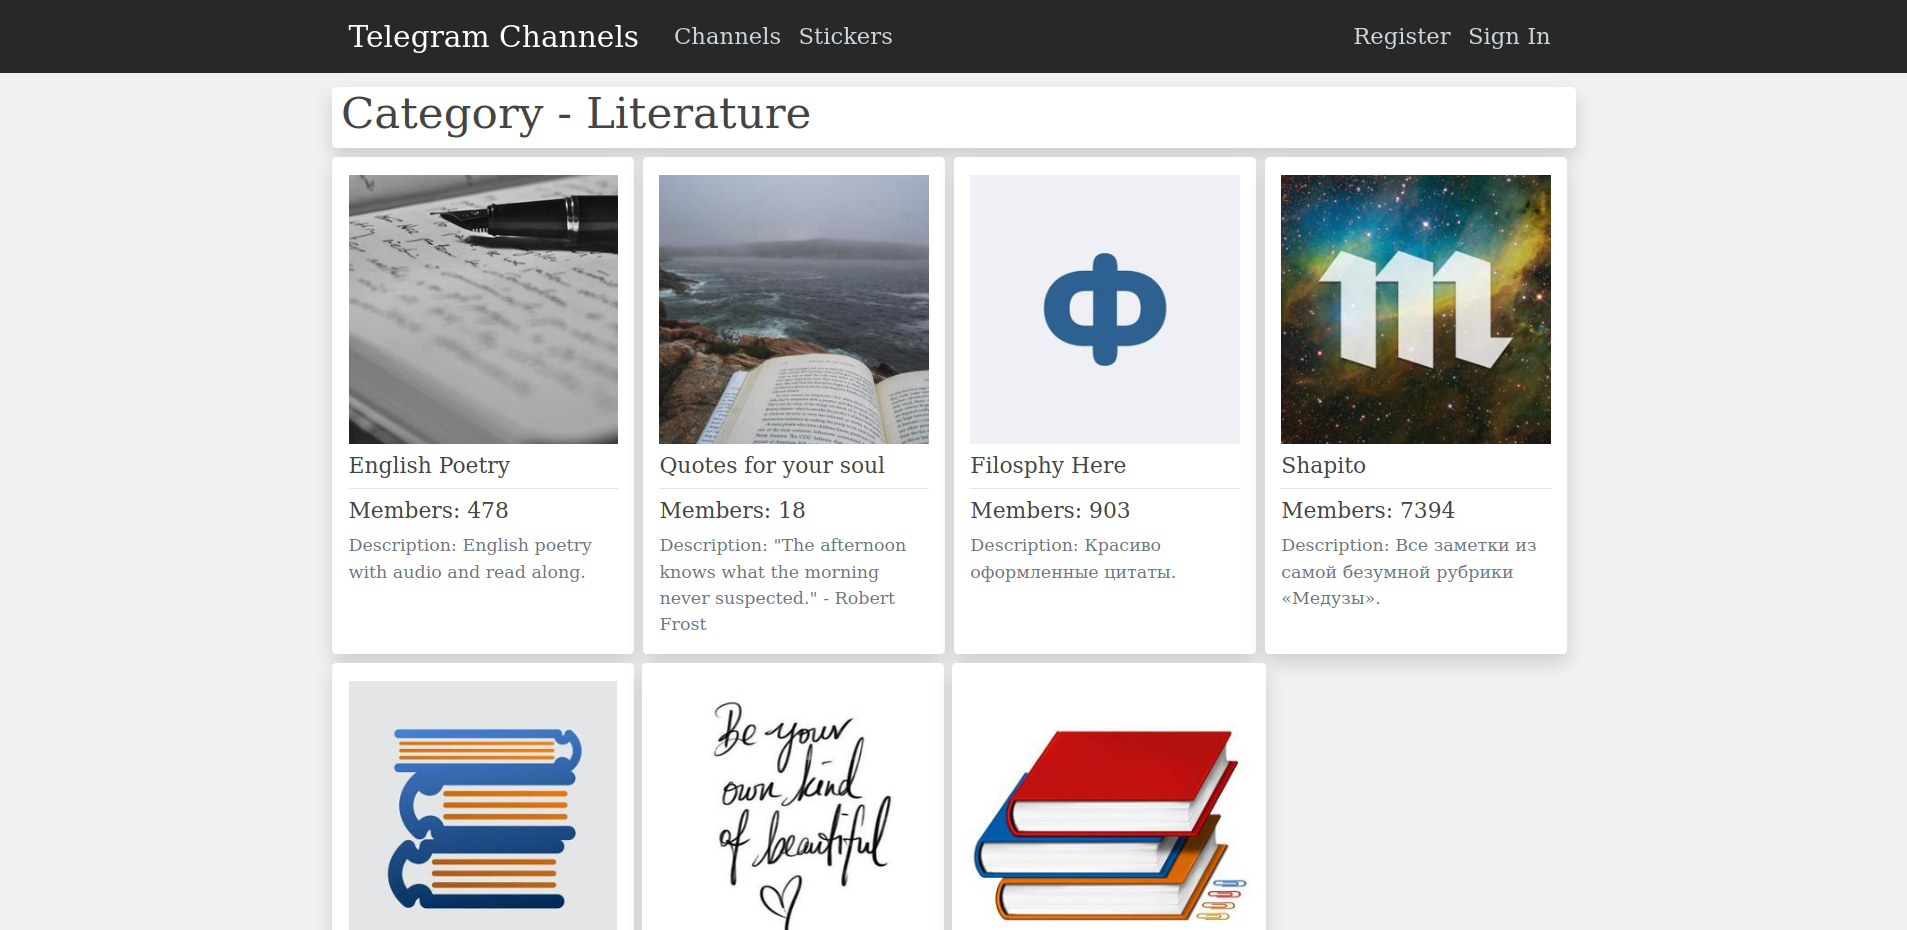 Telegram Channels Channels Stickers Register Sign In
Category - Literature
English Poetry
Members: 478
Description: English poetry
with audio and read along.
Quotes for your soul
Members: 18
Description: "The afternoon
knows what the morning
never suspected." - Robert
Frost
Ф
Filosphy Here
Members: 903
Description: Красиво
оформленные цитаты.
m
Shapito
Members: 7394
Description: Все заметки из
самой безумной рубрики
«Медузы».
Be your
own kind
of beautiful